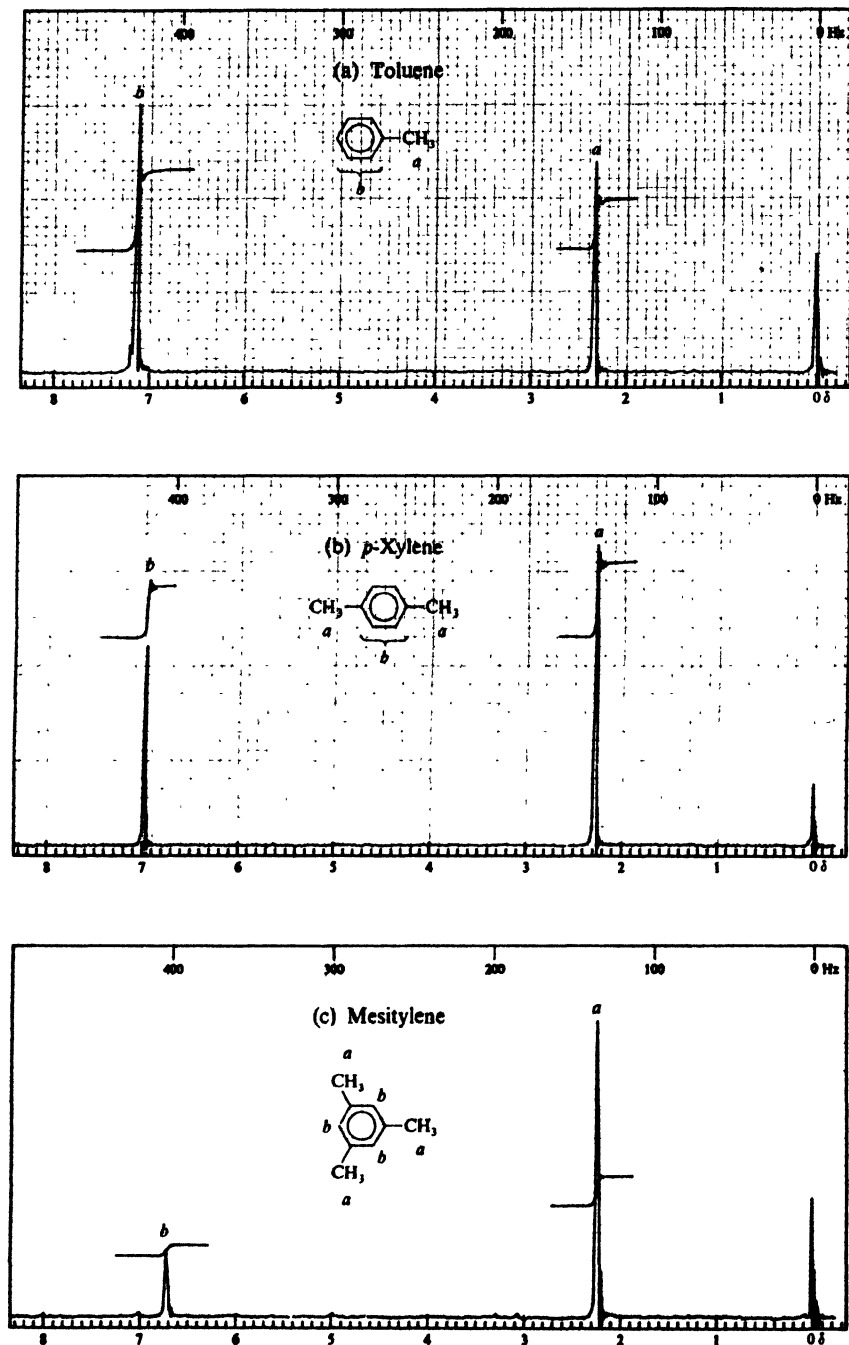 400 300 200 100 0 Hz
(a) Toluene
b
a
CH3
a
b
8 7 6 5 4 3 2 1 0 δ
400 300 200 100 0 Hz
(b) p-Xylene
b
a
CH3 CH3
a a
b
8 7 6 5 4 3 2 1 0 δ
400 300 200 100 0 Hz
(c) Mesitylene
a
a
CH3
b
b CH3
b a
CH3
a
b
8 7 6 5 4 3 2 1 0 δ